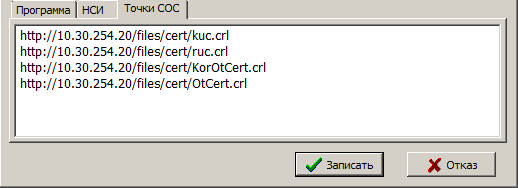 Программа НСИ Точки СОС
http://10.30.254.20/files/cert/kuc.crl
http://10.30.254.20/files/cert/ruc.crl
http://10.30.254.20/files/cert/KorOtCert.crl
http://10.30.254.20/files/cert/OtCert.crl
Записать Отказ